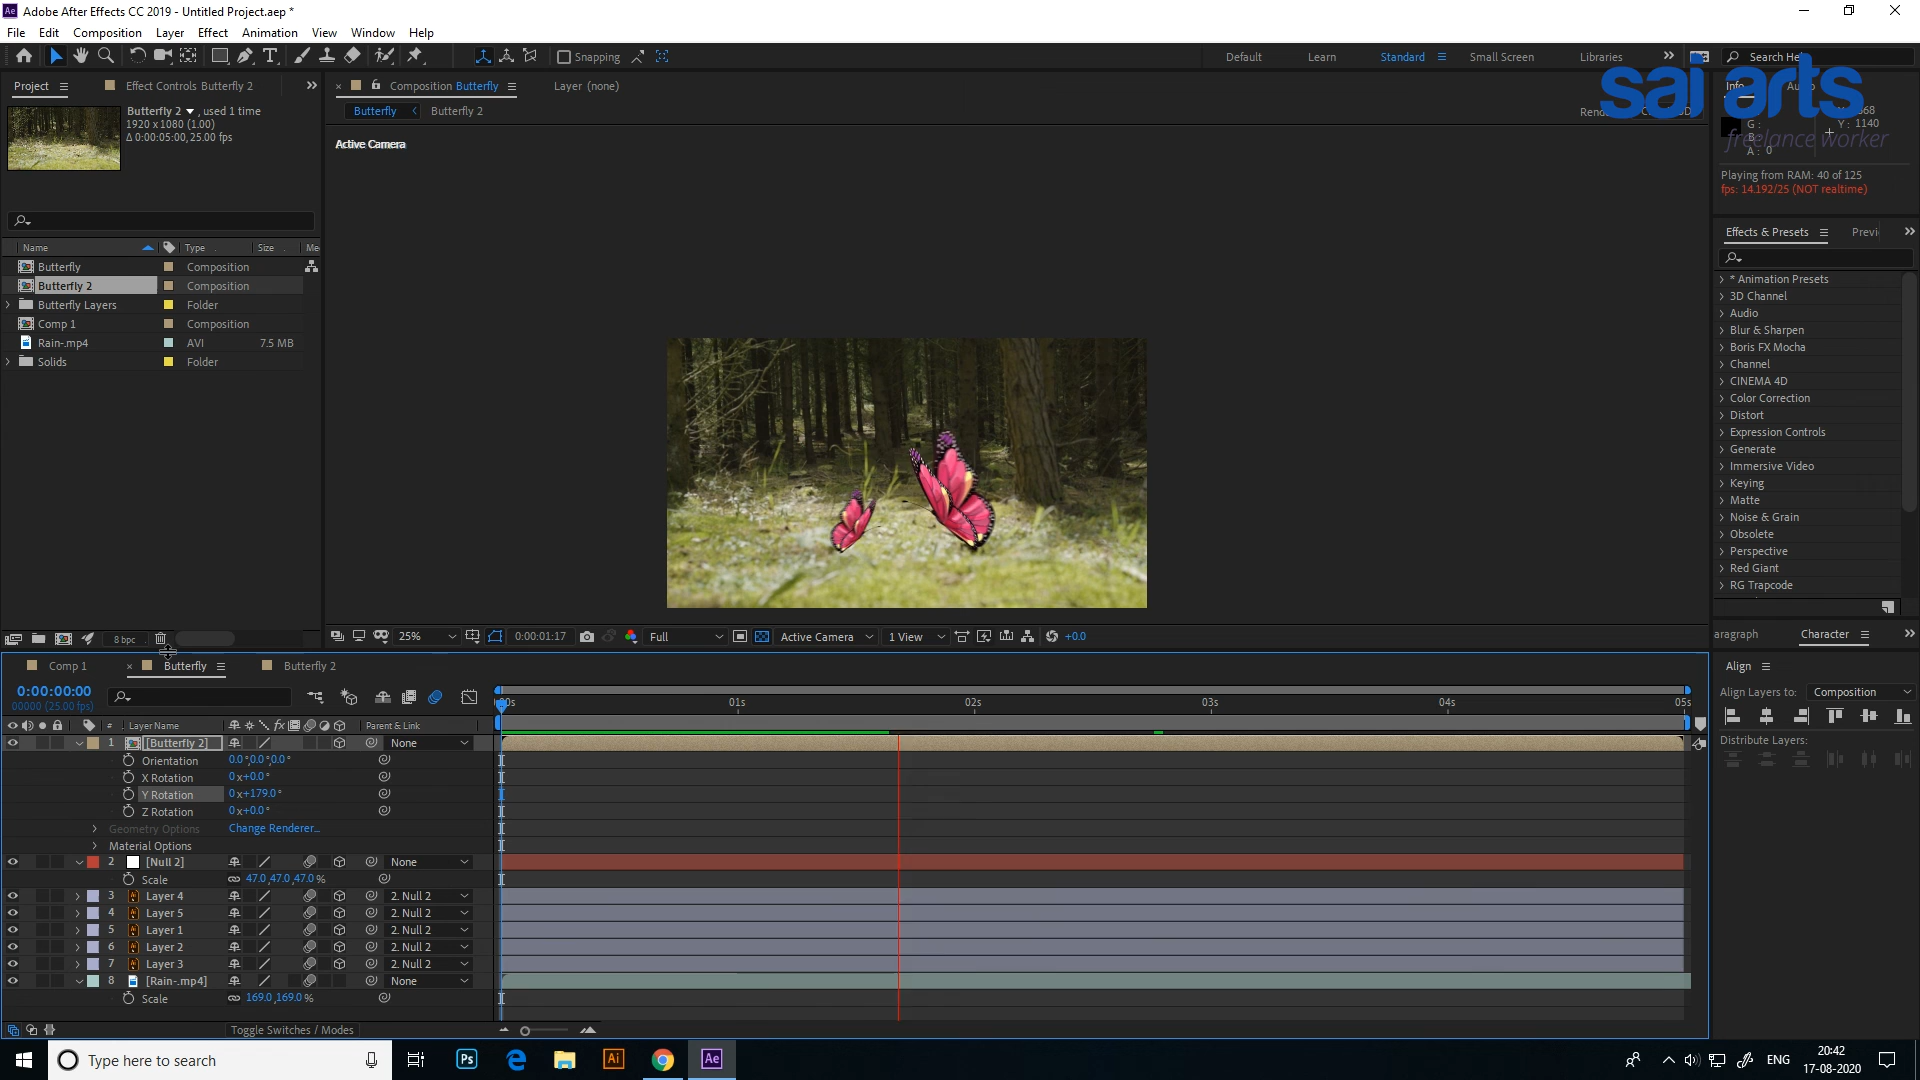 Adobe After Effects CC 2019 - Untitled Project.aep *
File Edit Composition Layer Effect Animation View Window Help
Snapping
Default Learn Standard Small Screen Libraries
Search He
sai arts
freelance worker
Project
Effect Controls Butterfly 2
Composition Butterfly
Layer (none)
Butterfly
Butterfly 2
Butterfly 2 , used 1 time
1920 x 1080 (1.00)
Δ 0:00:05:00, 25.00 fps
Active Camera
Info
G :
B :
A : 0
Y : 1140
Playing from RAM: 40 of 125
fps: 14.192/25 (NOT realtime)
Name Type Size Me
Butterfly Composition
Butterfly 2 Composition
Butterfly Layers Folder
Comp 1 Composition
Rain-.mp4 AVI 7.5 MB
Solids Folder
Effects & Presets Previ
* Animation Presets
3D Channel
Audio
Blur & Sharpen
Boris FX Mocha
Channel
CINEMA 4D
Color Correction
Distort
Expression Controls
Generate
Immersive Video
Keying
Matte
Noise & Grain
Obsolete
Perspective
Red Giant
RG Trapcode
8 bpc
25% 0:00:01:17 Full Active Camera 1 View +0.0
aragraph Character
Align
Align Layers to: Composition
Distribute Layers:
Comp 1 Butterfly Butterfly 2
0:00:00:00
00000 (25.00 fps)
:00s 01s 02s 03s 04s 05s
# Layer Name Parent & Link
1 [Butterfly 2] None
Orientation 0.0°,0.0°,0.0°
X Rotation 0x+0.0°
Y Rotation 0x+179.0°
Z Rotation 0x+0.0°
Geometry Options Change Renderer...
Material Options
2 [Null 2] None
Scale 47.0,47.0,47.0%
3 Layer 4 2. Null 2
4 Layer 5 2. Null 2
5 Layer 1 2. Null 2
6 Layer 2 2. Null 2
7 Layer 3 2. Null 2
8 [Rain-.mp4] None
Scale 169.0,169.0%
Toggle Switches / Modes
Type here to search
Ps
Ai
Ae
ENG
20:42
17-08-2020